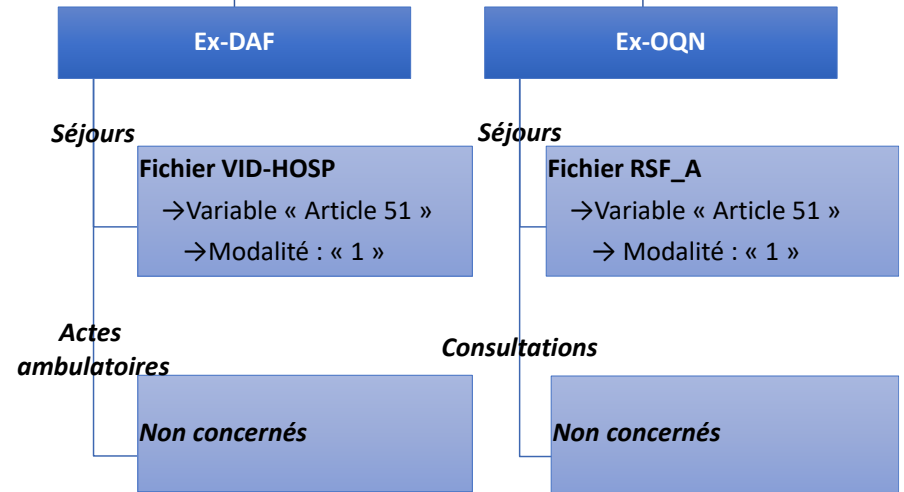 Ex-DAF
Séjours
Fichier VID-HOSP
→Variable « Article 51 »
→Modalité : « 1 »
Actes
ambulatoires
Non concernés
Ex-OQN
Séjours
Fichier RSF_A
→Variable « Article 51 »
→ Modalité : « 1 »
Consultations
Non concernés